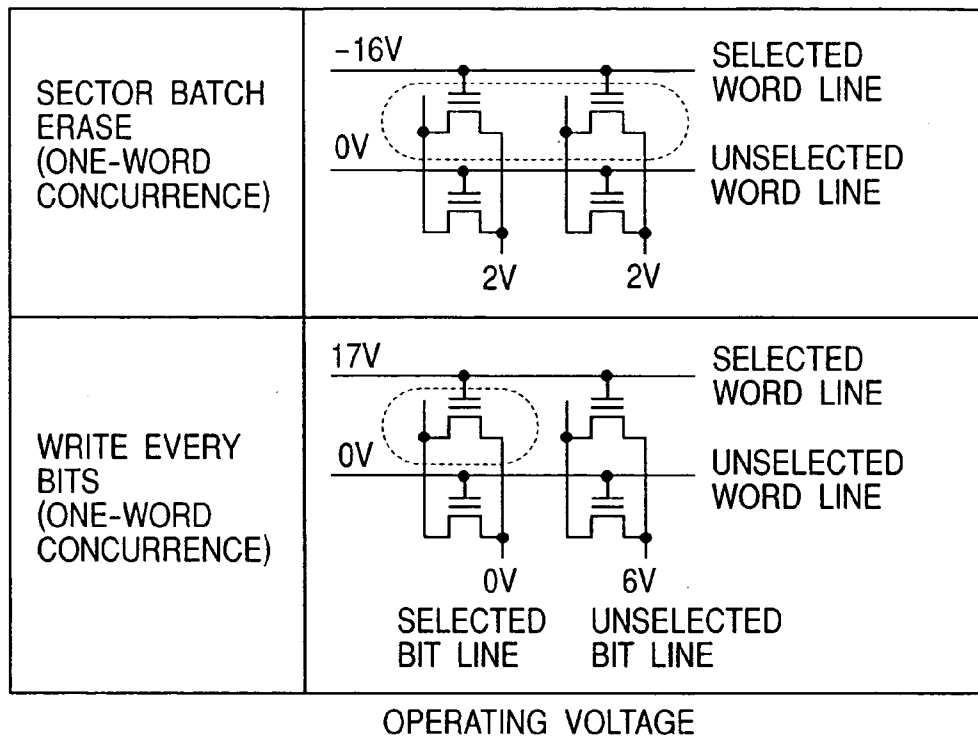 SECTOR BATCH
ERASE
(ONE-WORD
CONCURRENCE)
-16V
SELECTED
WORD LINE
0V
UNSELECTED
WORD LINE
2V
2V
WRITE EVERY
BITS
(ONE-WORD
CONCURRENCE)
17V
SELECTED
WORD LINE
0V
UNSELECTED
WORD LINE
0V
6V
SELECTED
BIT LINE
UNSELECTED
BIT LINE
OPERATING VOLTAGE